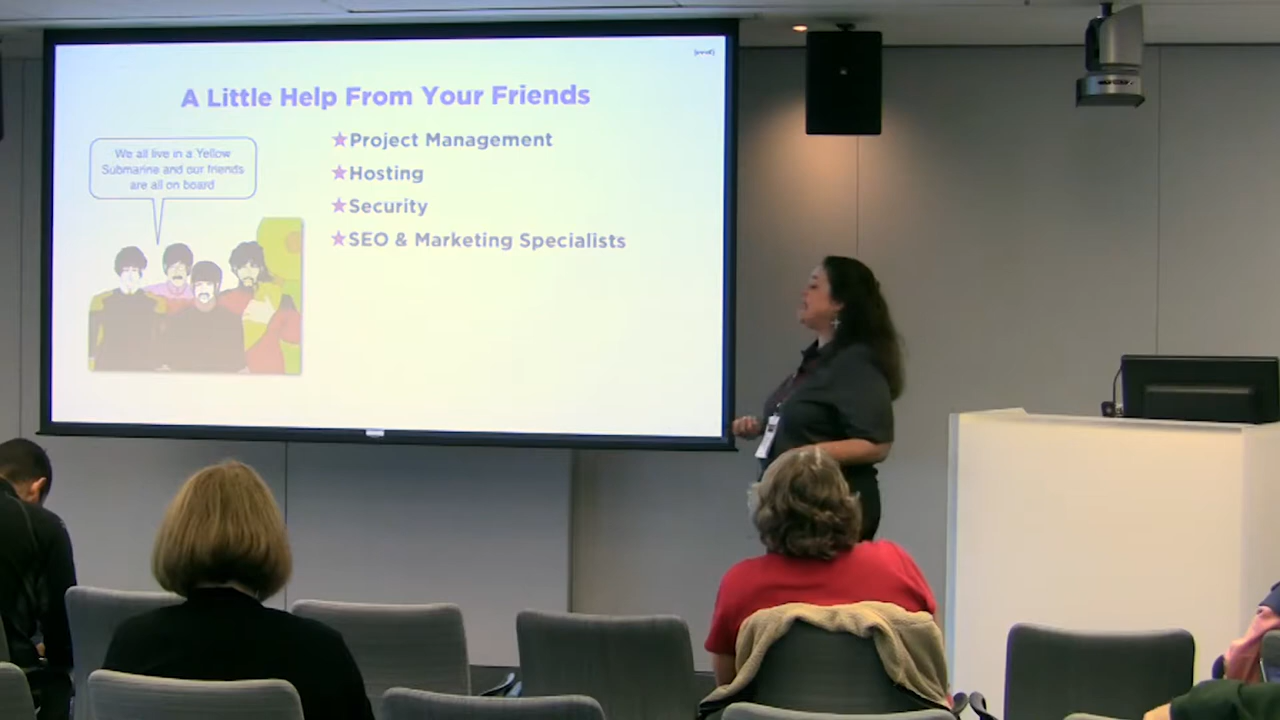 A Little Help From Your Friends
We all live in a Yellow
Submarine and our friends
are all on board
★Project Management
★Hosting
★Security
★SEO & Marketing Specialists